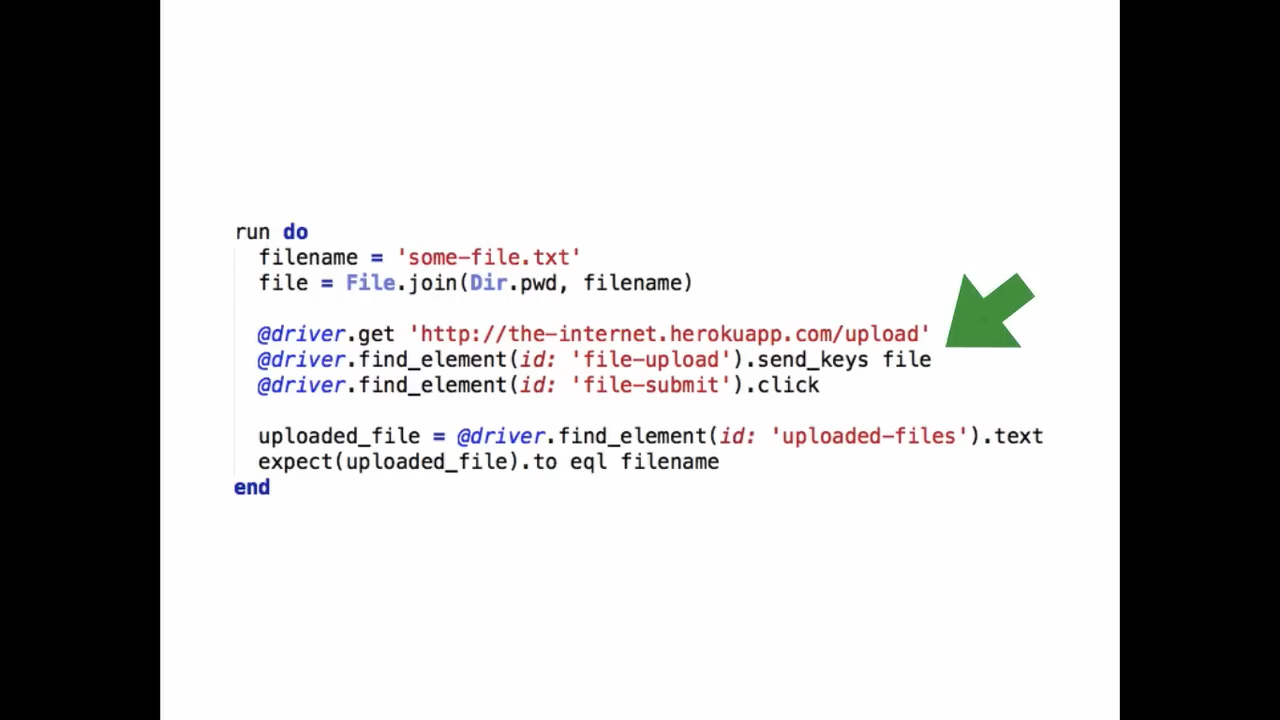 run do
filename = 'some-file.txt'
file = File.join(Dir.pwd, filename)
@driver.get 'http://the-internet.herokuapp.com/upload'
@driver.find_element(id: 'file-upload').send_keys file
@driver.find_element(id: 'file-submit').click
uploaded_file = @driver.find_element(id: 'uploaded-files').text
expect(uploaded_file).to eql filename
end